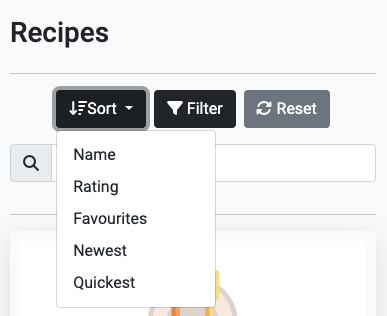 Recipes
Sort Filter Reset
Name
Rating
Favourites
Newest
Quickest